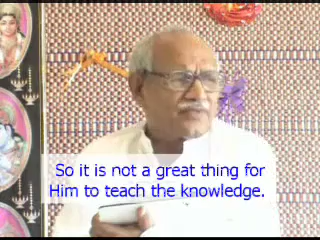 So it is not a great thing for
Him to teach the knowledge.